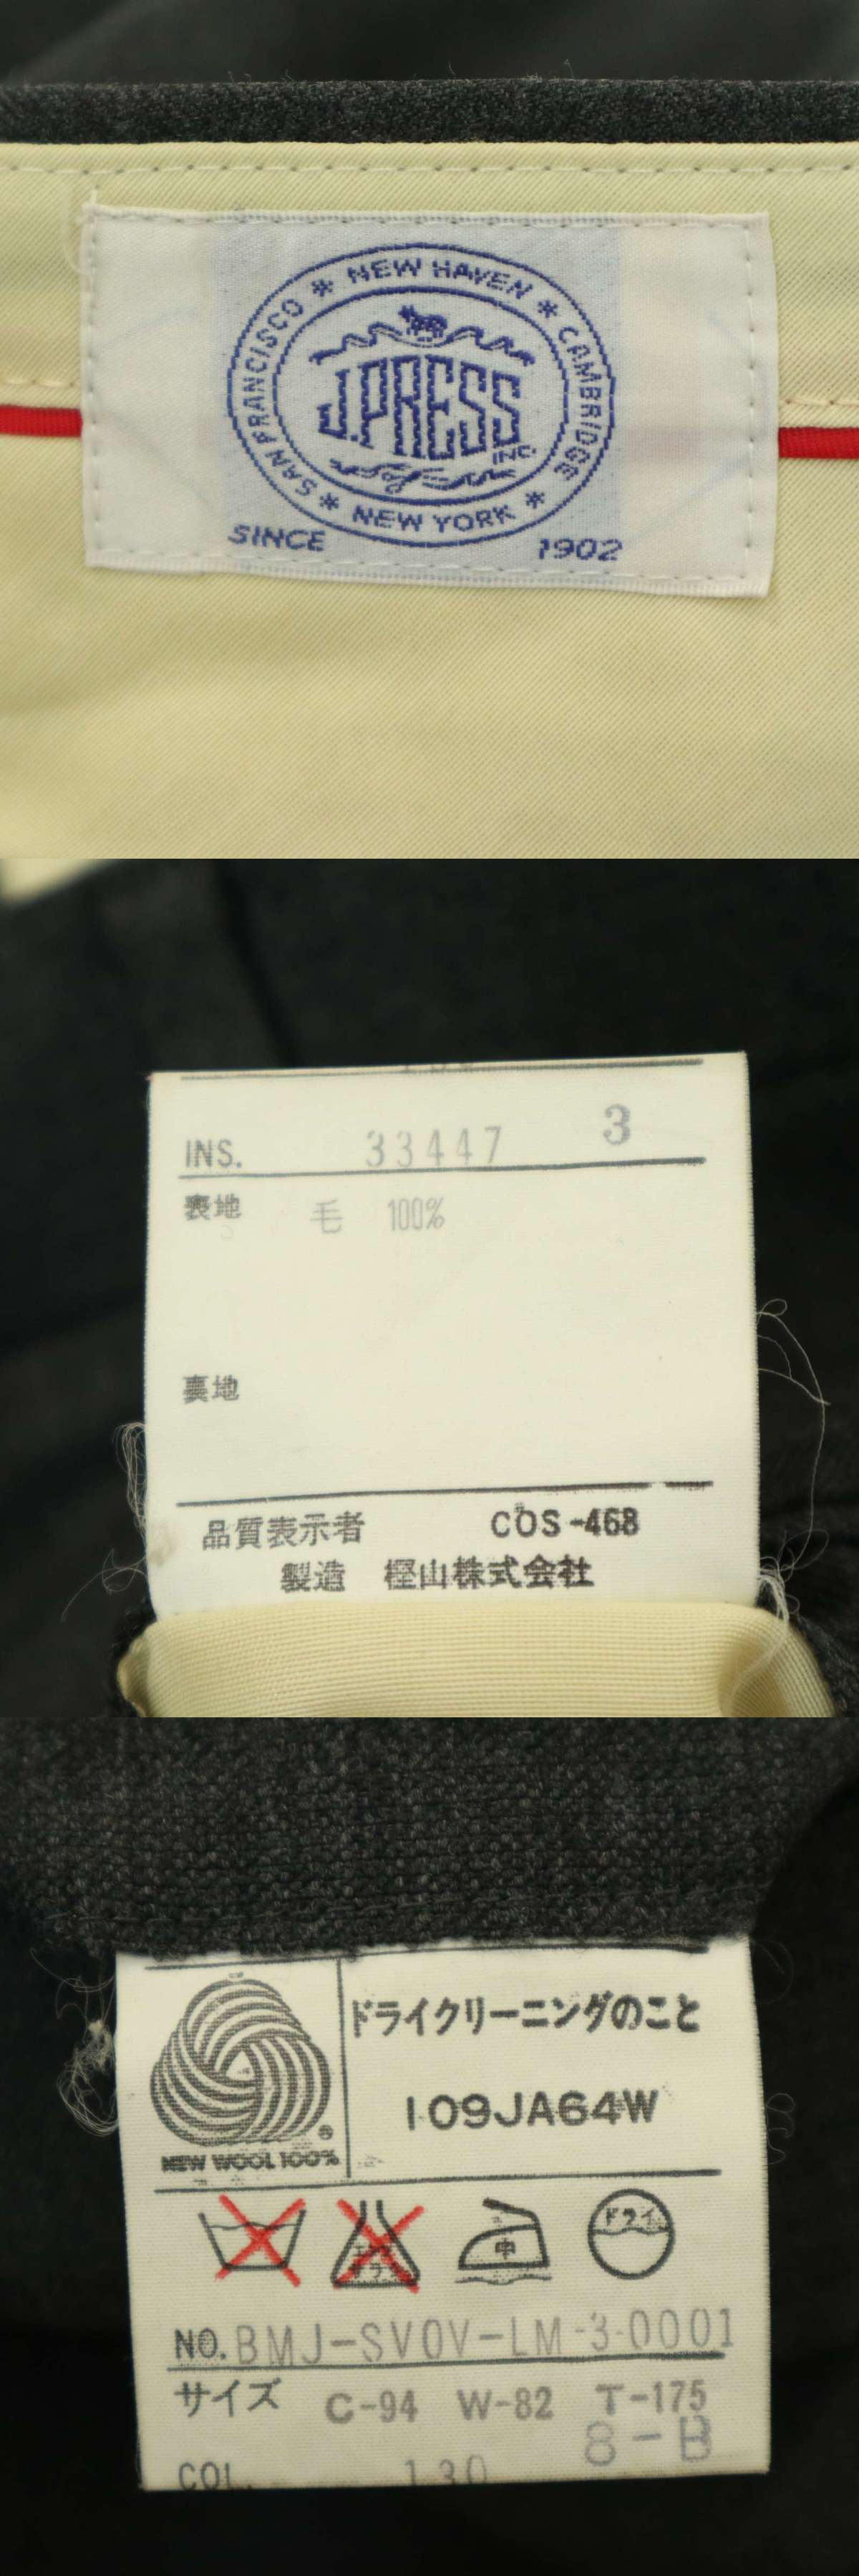 * NEW HAVEN *
SAN FRANCISCO
CAMBRIDGE
J.PRESS
INC
* NEW YORK *
SINCE 1902
INS. 33447 3
表地 毛 100%
裏地
品質表示者 COS-468
製造 樫山株式会社
ドライクリーニングのこと
109JA64W
NEW WOOL 100%
中
ドライ
NO. BMJ-SV0V-LM-3-0001
サイズ C-94 W-82 T-175
8-B
COL. 130